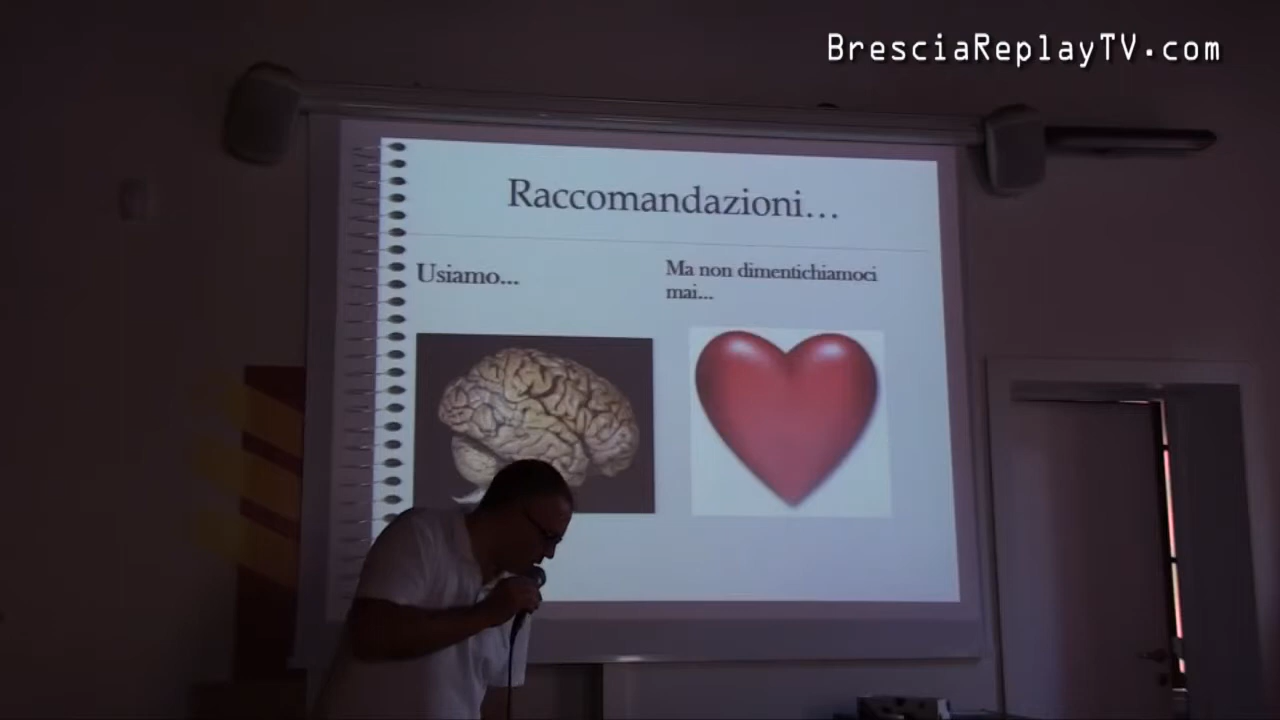 BresciaReplayTV.com
Raccomandazioni...
Usiamo...
Ma non dimentichiamoci
mai...